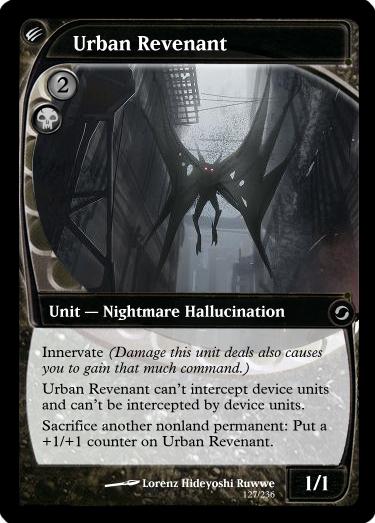 Urban Revenant
2
Unit — Nightmare Hallucination
Innervate (Damage this unit deals also causes
you to gain that much command.)
Urban Revenant can't intercept device units
and can't be intercepted by device units.
Sacrifice another nonland permanent: Put a
+1/+1 counter on Urban Revenant.
Lorenz Hideyoshi Ruwwe
127/236
1/1